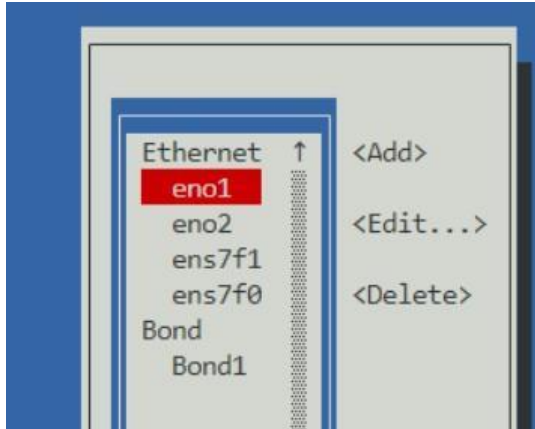 Ethernet ↑ <Add>
eno1
eno2 <Edit...>
ens7f1
ens7f0 <Delete>
Bond
Bond1